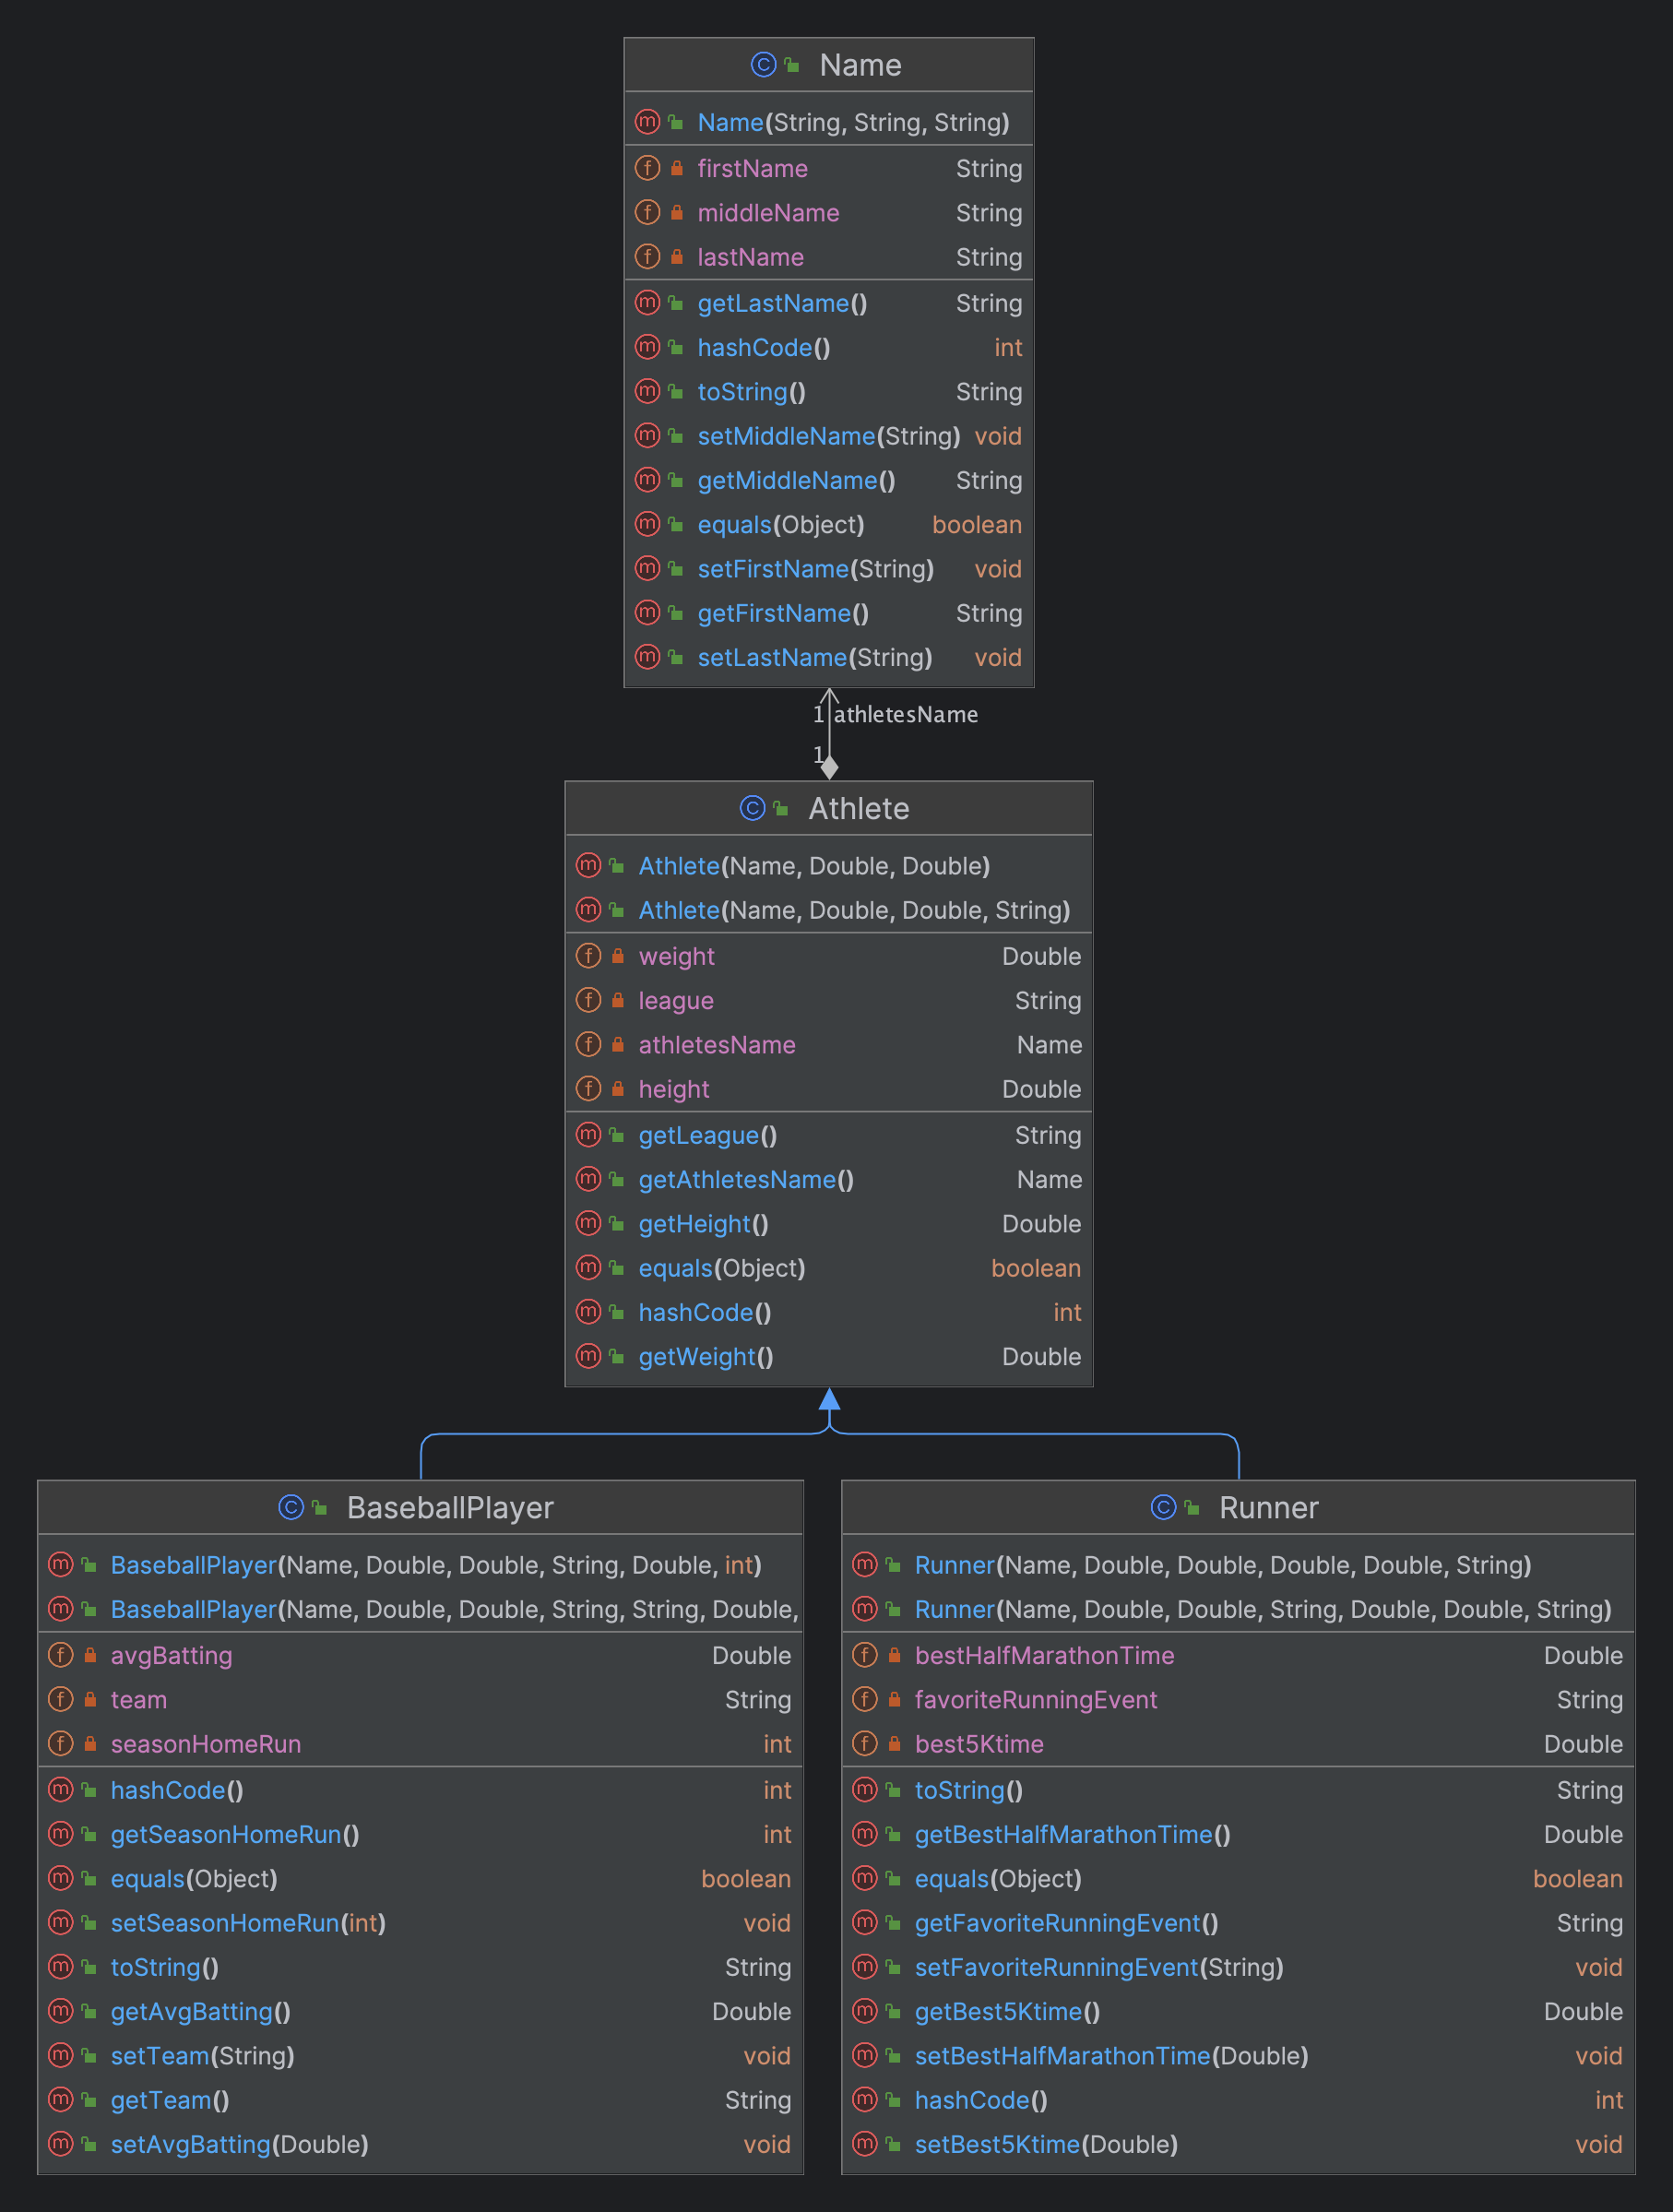 Name
Name(String, String, String)
firstName String
middleName String
lastName String
getLastName() String
hashCode() int
toString() String
setMiddleName(String) void
getMiddleName() String
equals(Object) boolean
setFirstName(String) void
getFirstName() String
setLastName(String) void
1 athletesName
1
Athlete
Athlete(Name, Double, Double)
Athlete(Name, Double, Double, String)
weight Double
league String
athletesName Name
height Double
getLeague() String
getAthletesName() Name
getHeight() Double
equals(Object) boolean
hashCode() int
getWeight() Double
BaseballPlayer
BaseballPlayer(Name, Double, Double, String, Double, int)
BaseballPlayer(Name, Double, Double, String, String, Double,
avgBatting Double
team String
seasonHomeRun int
hashCode() int
getSeasonHomeRun() int
equals(Object) boolean
setSeasonHomeRun(int) void
toString() String
getAvgBatting() Double
setTeam(String) void
getTeam() String
setAvgBatting(Double) void
Runner
Runner(Name, Double, Double, Double, Double, String)
Runner(Name, Double, Double, String, Double, Double, String)
bestHalfMarathonTime Double
favoriteRunningEvent String
best5Ktime Double
toString() String
getBestHalfMarathonTime() Double
equals(Object) boolean
getFavoriteRunningEvent() String
setFavoriteRunningEvent(String) void
getBest5Ktime() Double
setBestHalfMarathonTime(Double) void
hashCode() int
setBest5Ktime(Double) void